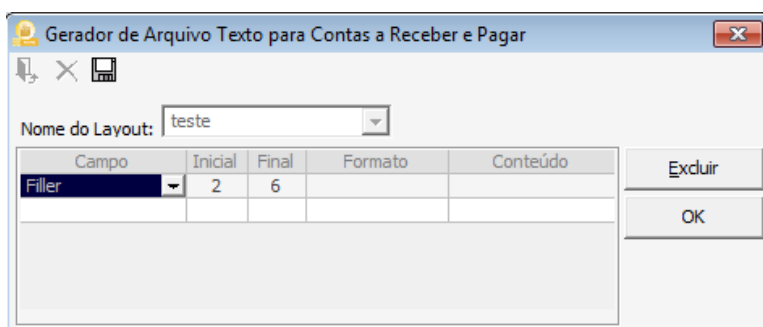 Gerador de Arquivo Texto para Contas a Receber e Pagar
Nome do Layout: teste
Campo Inicial Final Formato Conteúdo
Filler 2 6
Excluir
OK